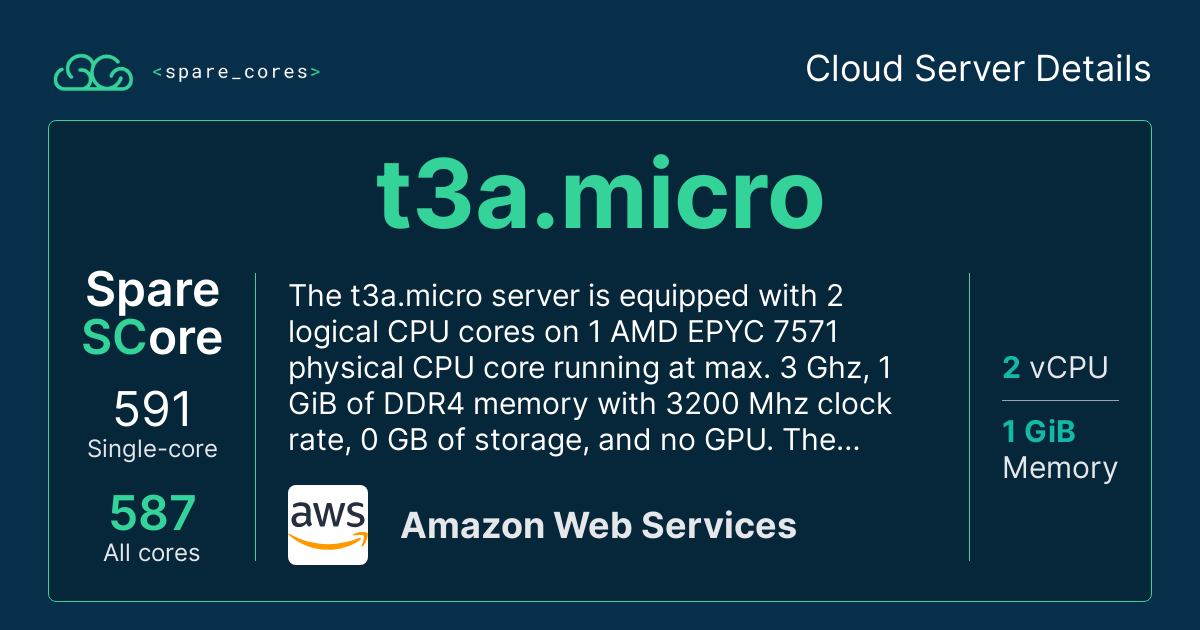 <spare_cores>
Cloud Server Details
t3a.micro
Spare
SCore
591
Single-core
587
All cores
The t3a.micro server is equipped with 2
logical CPU cores on 1 AMD EPYC 7571
physical CPU core running at max. 3 Ghz, 1
GiB of DDR4 memory with 3200 Mhz clock
rate, 0 GB of storage, and no GPU. The...
aws
Amazon Web Services
2 vCPU
1 GiB
Memory